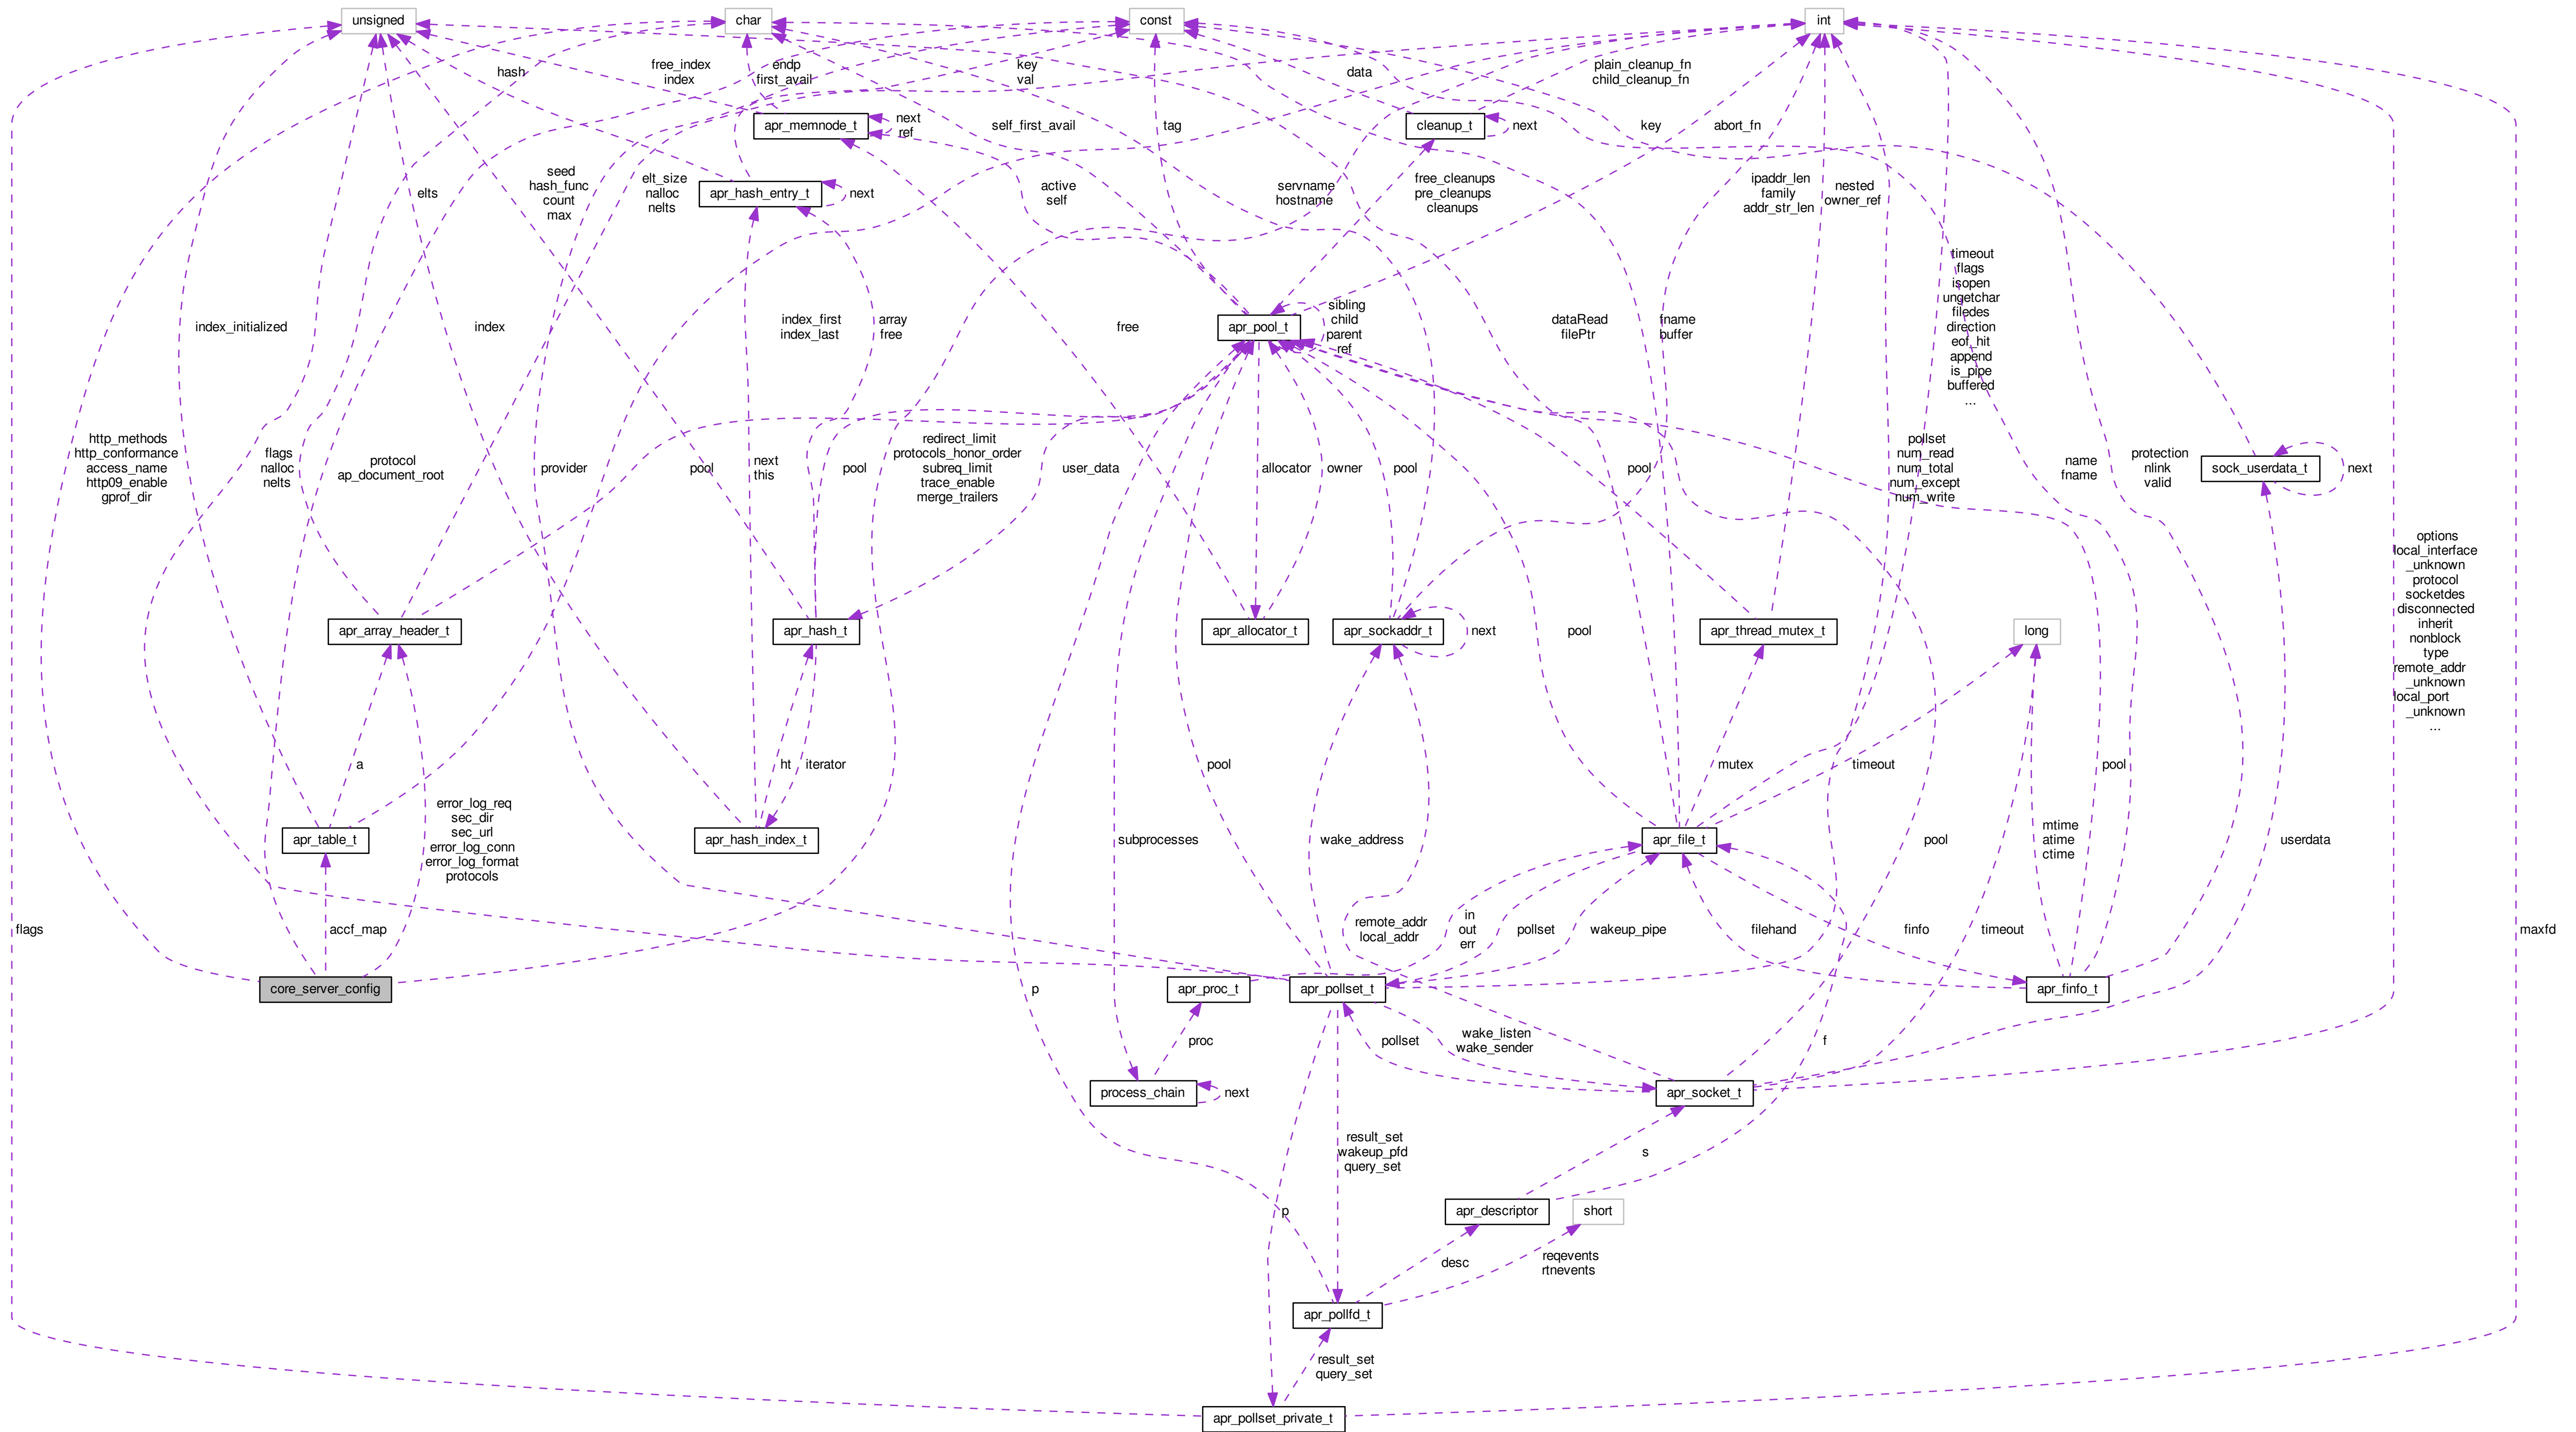 unsigned
char
const
int
free_index
index
endp
first_avail
hash
key
val
data
plain_cleanup_fn
child_cleanup_fn
apr_memnode_t
next
ref
self_first_avail
tag
cleanup_t
next
key
abort_fn
elts
seed
hash_func
count
max
elt_size
nalloc
nelts
apr_hash_entry_t
next
active
self
servname
hostname
free_cleanups
pre_cleanups
cleanups
ipaddr_len
family
addr_str_len
nested
owner_ref
timeout
flags
isopen
ungetchar
filedes
direction
eof_hit
append
is_pipe
buffered
...
index_initialized
index
index_first
index_last
array
free
free
apr_pool_t
sibling
child
parent
ref
dataRead
filePtr
fname
buffer
http_methods
http_conformance
access_name
http09_enable
gprof_dir
flags
nalloc
nelts
protocol
ap_document_root
provider
pool
next
this
pool
redirect_limit
protocols_honor_order
subreq_limit
trace_enable
merge_trailers
user_data
allocator
owner
pool
pool
pollset
num_read
num_total
num_except
num_write
name
fname
protection
nlink
valid
sock_userdata_t
next
options
local_interface
_unknown
protocol
socketdes
disconnected
inherit
nonblock
type
remote_addr
_unknown
local_port
_unknown
...
apr_array_header_t
apr_hash_t
apr_allocator_t
apr_sockaddr_t
next
pool
apr_thread_mutex_t
long
a
ht
iterator
pool
mutex
timeout
pool
error_log_req
sec_dir
sec_url
error_log_conn
error_log_format
protocols
apr_table_t
apr_hash_index_t
subprocesses
wake_address
apr_file_t
pool
mtime
atime
ctime
userdata
flags
accf_map
remote_addr
local_addr
in
out
err
pollset
wakeup_pipe
filehand
finfo
timeout
maxfd
core_server_config
p
apr_proc_t
apr_pollset_t
apr_finfo_t
proc
pollset
wake_listen
wake_sender
f
process_chain
next
apr_socket_t
result_set
wakeup_pfd
query_set
s
p
apr_descriptor
short
desc
reqevents
rtnevents
apr_pollfd_t
result_set
query_set
apr_pollset_private_t